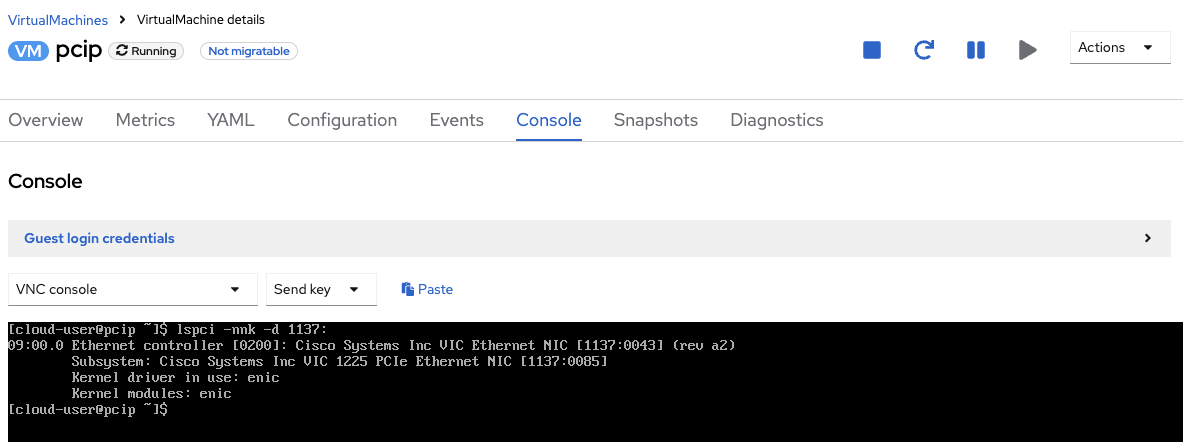 VirtualMachines > VirtualMachine details
VM pcip Running Not migratable Actions
Overview Metrics YAML Configuration Events Console Snapshots Diagnostics
Console
Guest login credentials
VNC console Send key Paste
[cloud-user@pcip ~]$ lspci -nnk -d 1137:
09:00.0 Ethernet controller [0200]: Cisco Systems Inc VIC Ethernet NIC [1137:0043] (rev a2)
Subsystem: Cisco Systems Inc VIC 1225 PCIe Ethernet NIC [1137:0085]
Kernel driver in use: enic
Kernel modules: enic
[cloud-user@pcip ~]$